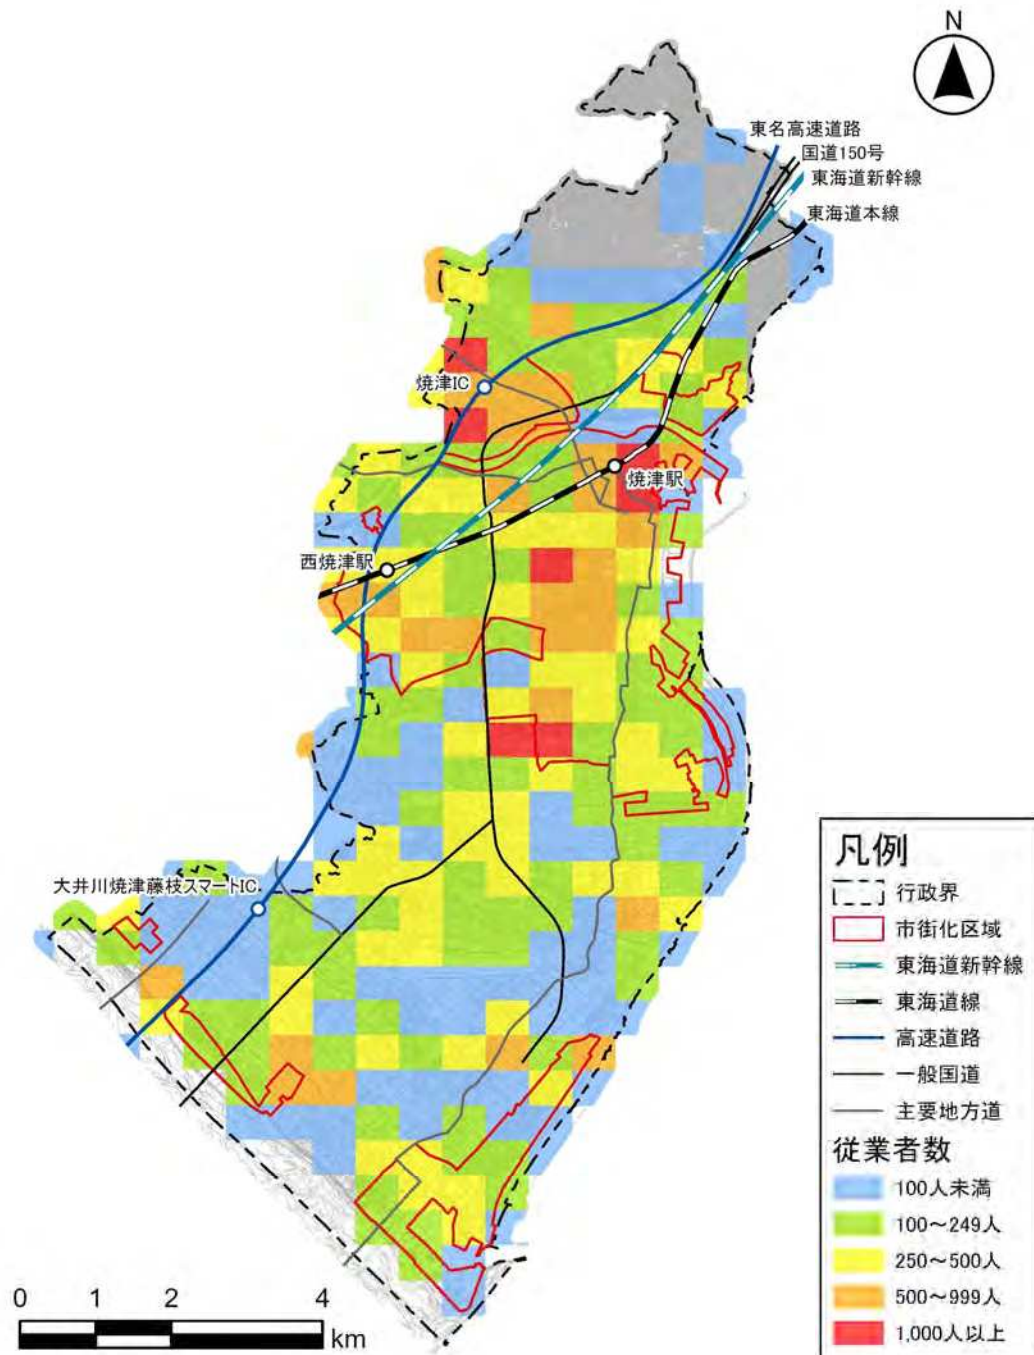 N
東名高速道路
国道150号
東海道新幹線
東海道本線
焼津IC
焼津駅
西焼津駅
大井川焼津藤枝スマートIC
凡例
行政界
市街化区域
東海道新幹線
東海道線
高速道路
一般国道
主要地方道
従業者数
100人未満
100～249人
250～500人
500～999人
1,000人以上
0 1 2 4
km